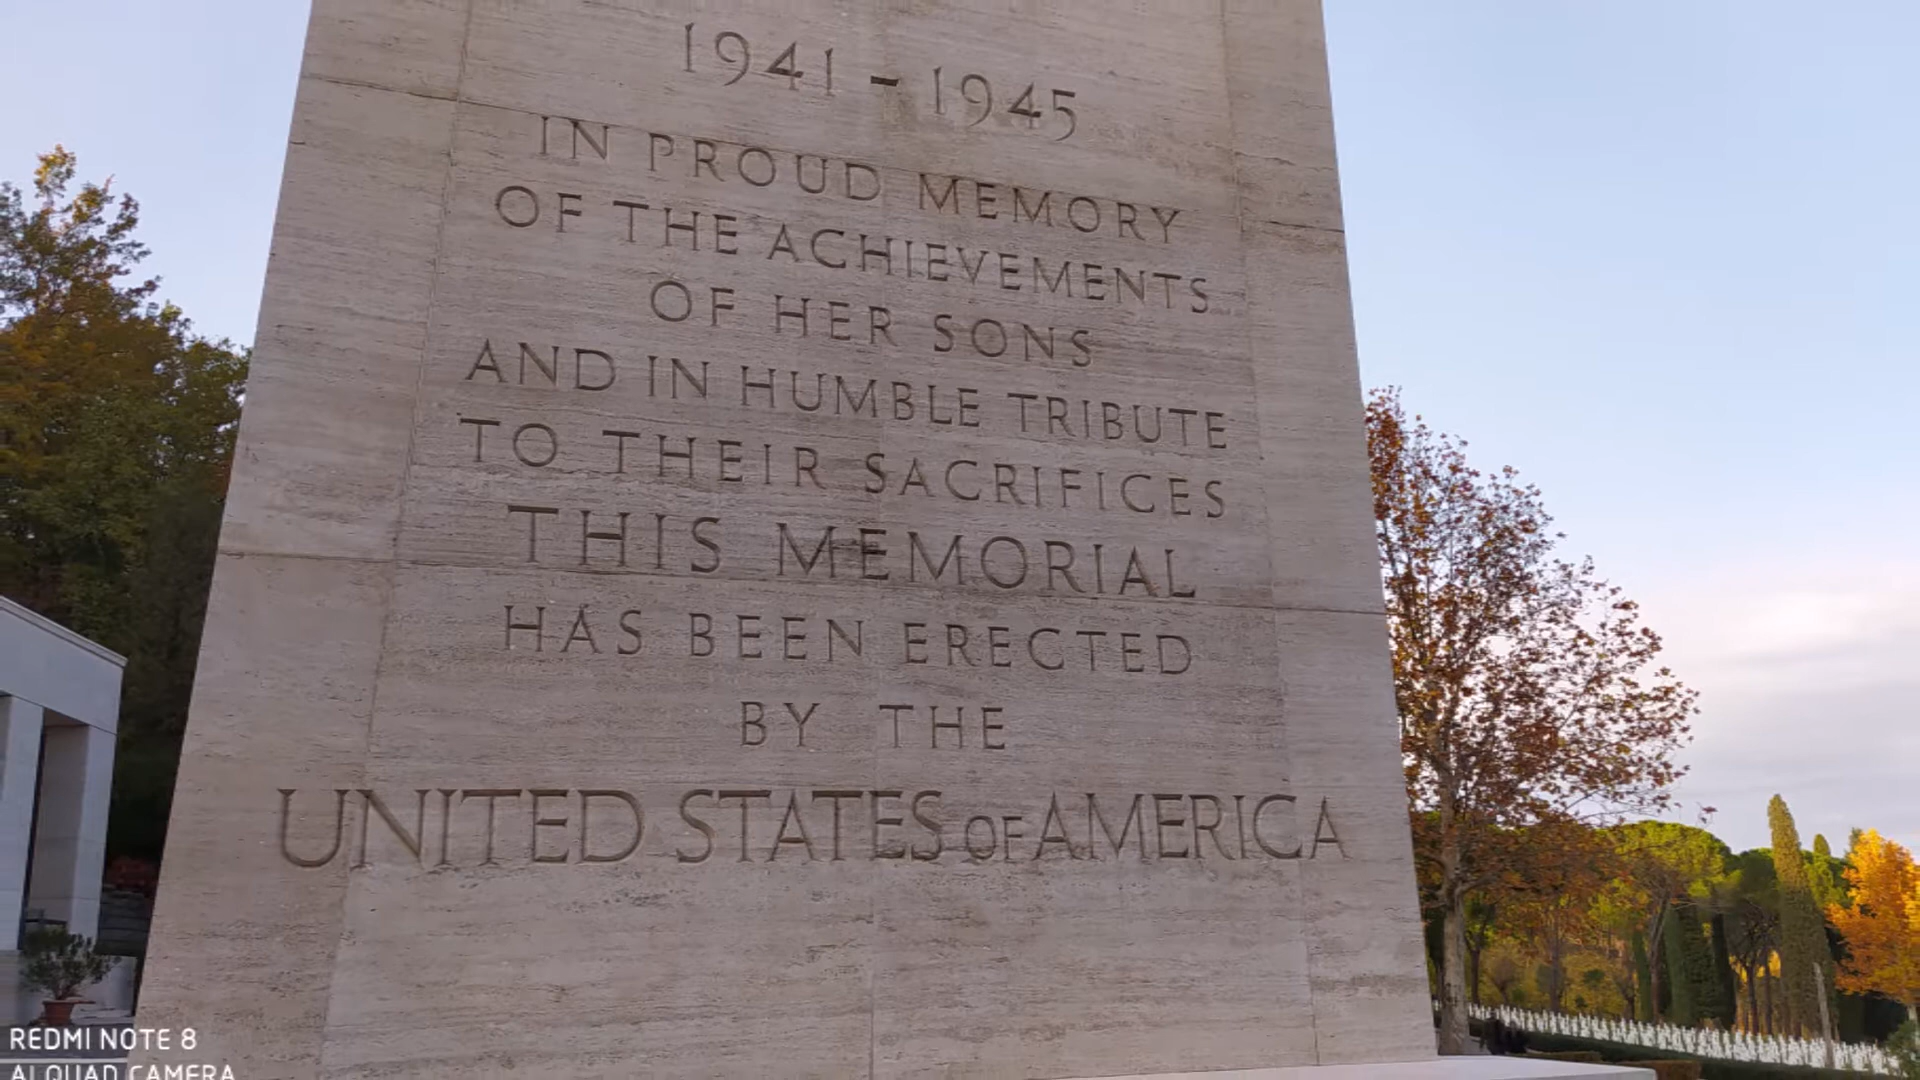 1941 - 1945
IN PROUD MEMORY
OF THE ACHIEVEMENTS
OF HER SONS
AND IN HUMBLE TRIBUTE
TO THEIR SACRIFICES
THIS MEMORIAL
HAS BEEN ERECTED
BY THE
UNITED STATES OF AMERICA
REDMI NOTE 8
AI QUAD CAMERA